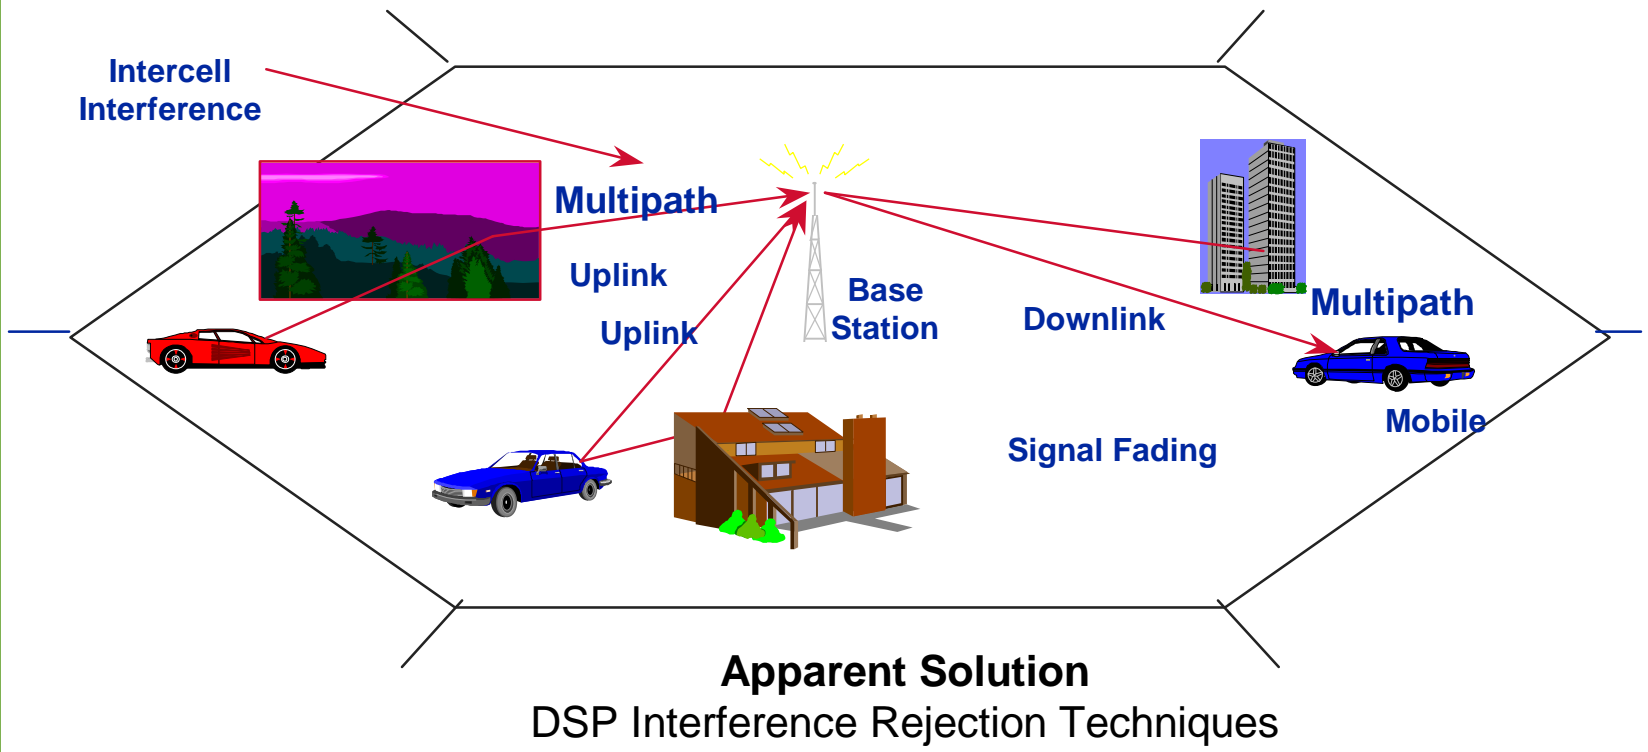 Intercell
Interference
Multipath
Uplink
Uplink
Base
Station
Downlink
Multipath
Mobile
Signal Fading
Apparent Solution
DSP Interference Rejection Techniques